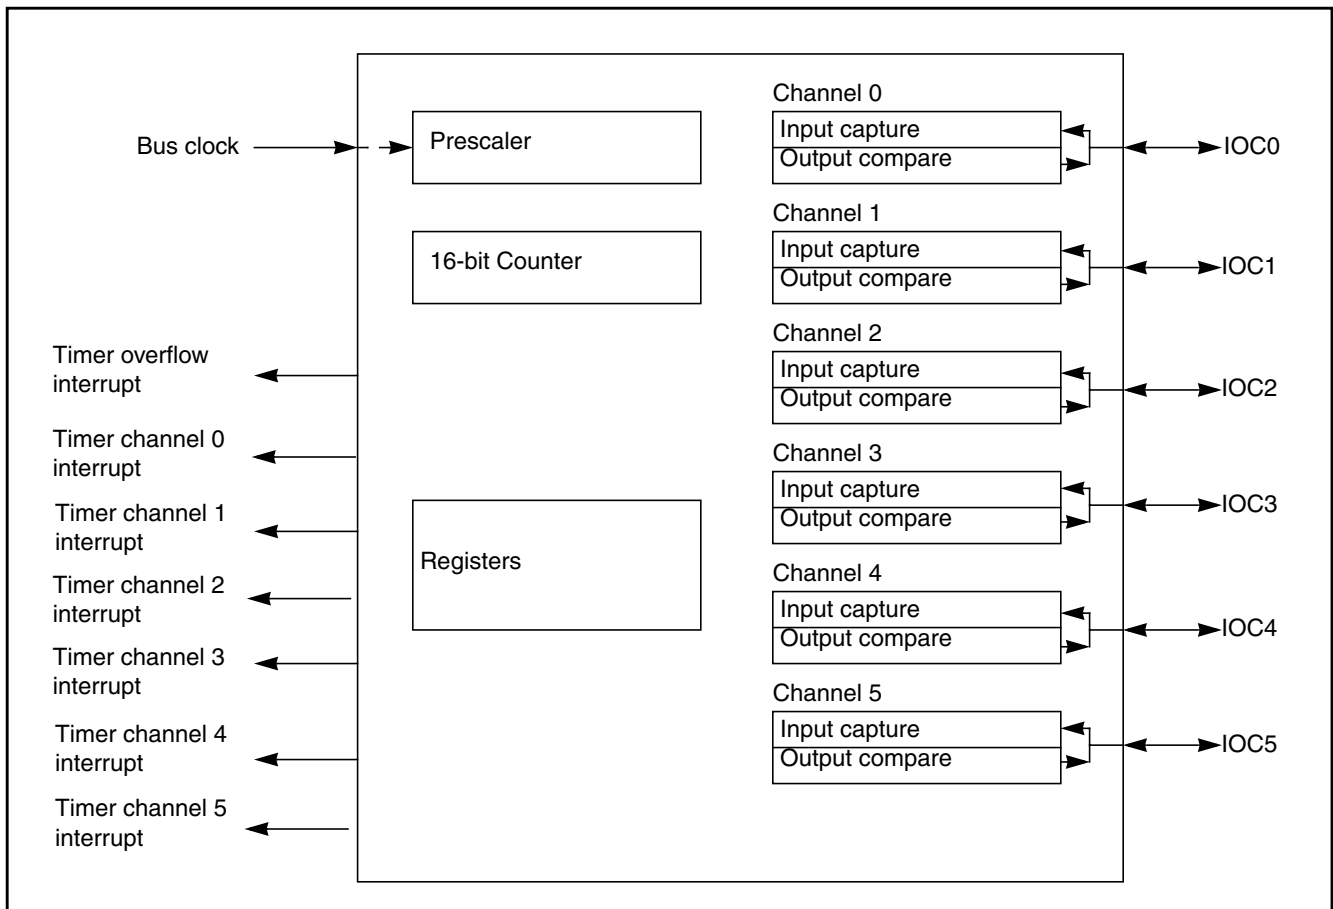 Bus clock
Prescaler
16-bit Counter
Registers
Timer overflow
interrupt
Timer channel 0
interrupt
Timer channel 1
interrupt
Timer channel 2
interrupt
Timer channel 3
interrupt
Timer channel 4
interrupt
Timer channel 5
interrupt
Channel 0
Input capture
Output compare
IOC0
Channel 1
Input capture
Output compare
IOC1
Channel 2
Input capture
Output compare
IOC2
Channel 3
Input capture
Output compare
IOC3
Channel 4
Input capture
Output compare
IOC4
Channel 5
Input capture
Output compare
IOC5